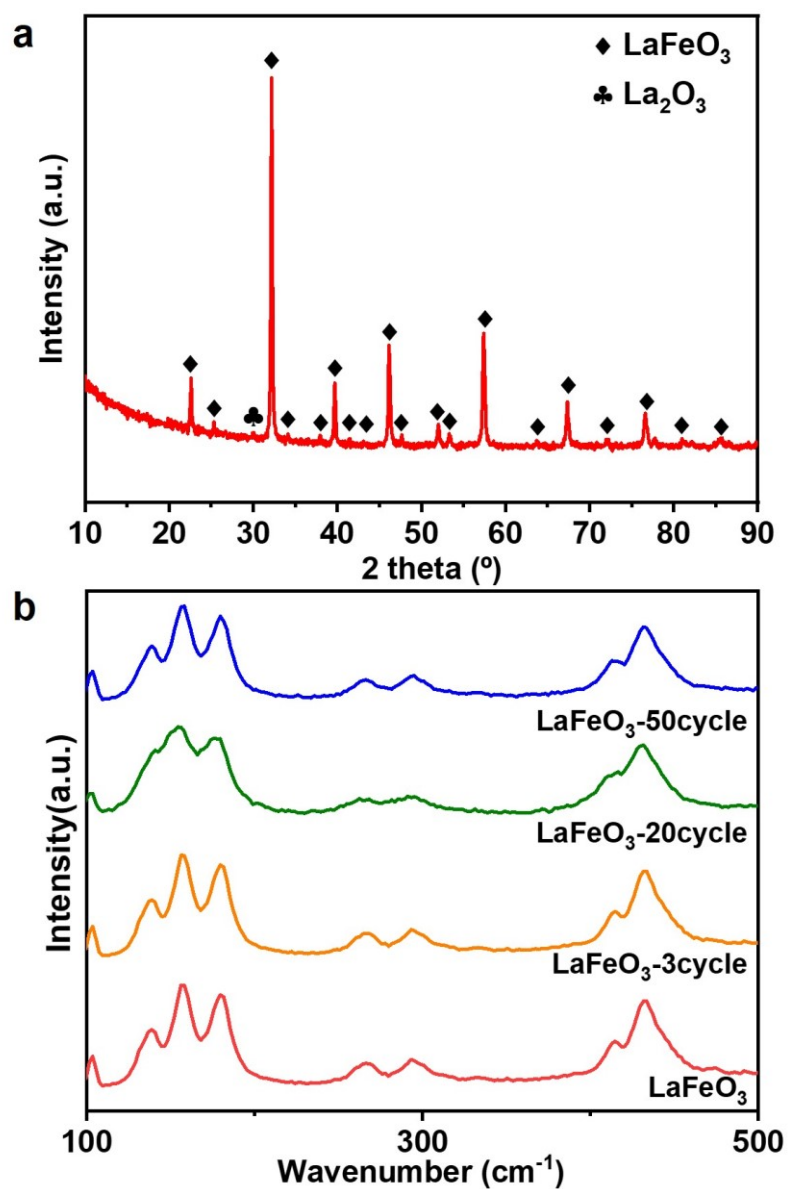 a
♦ LaFeO₃
♣ La₂O₃
Intensity (a.u.)
10 20 30 40 50 60 70 80 90
2 theta (º)
b
LaFeO₃-50cycle
LaFeO₃-20cycle
LaFeO₃-3cycle
LaFeO₃
Intensity(a.u.)
100 300 500
Wavenumber (cm⁻¹)